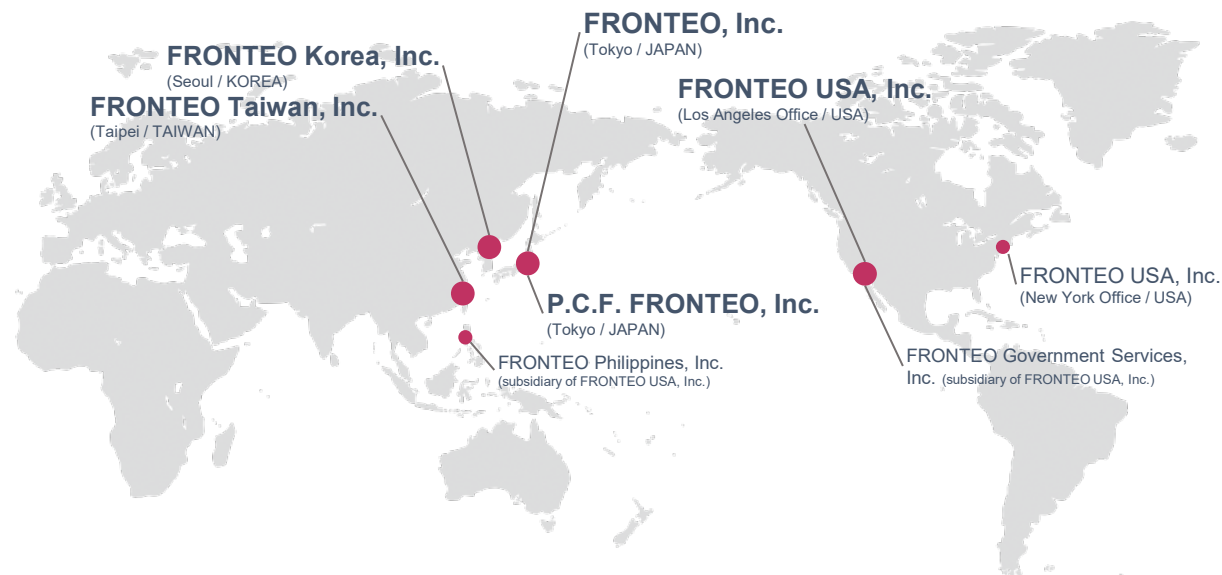 FRONTEO, Inc.
(Tokyo / JAPAN)
FRONTEO Korea, Inc.
(Seoul / KOREA)
FRONTEO Taiwan, Inc.
(Taipei / TAIWAN)
FRONTEO USA, Inc.
(Los Angeles Office / USA)
FRONTEO USA, Inc.
(New York Office / USA)
P.C.F. FRONTEO, Inc.
(Tokyo / JAPAN)
FRONTEO Philippines, Inc.
(subsidiary of FRONTEO USA, Inc.)
FRONTEO Government Services,
Inc. (subsidiary of FRONTEO USA, Inc.)